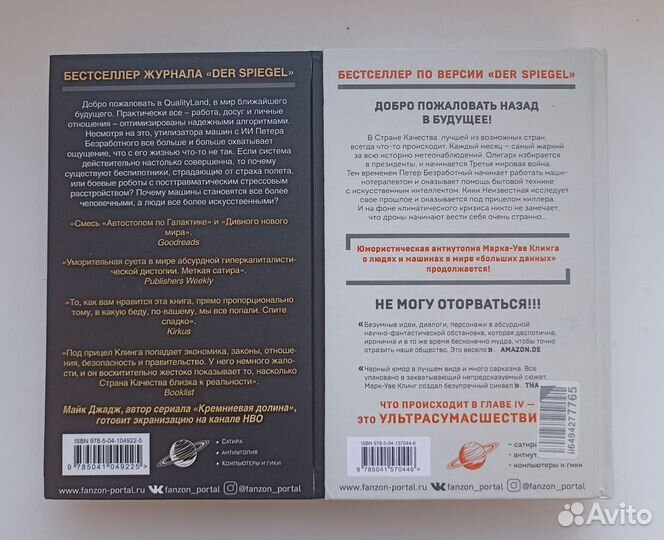 БЕСТСЕЛЛЕР ЖУРНАЛА «DER SPIEGEL»
Добро пожаловать в QualityLand, в мир ближайшего
будущего. Практически все – работа, досуг и личные
отношения – оптимизированы надежными алгоритмами.
Несмотря на это, утилизатора машин с ИИ Петера
Безработного все больше и больше охватывает
ощущение, что с его жизнью что-то не так. Если система
действительно настолько совершенна, то почему
существуют беспилотники, страдающие от страха полета,
или боевые роботы с посттравматическим стрессовым
расстройством? Почему машины становятся все более
человечными, а люди все более искусственными?
«Смесь «Автостопом по Галактике» и «Дивного нового
мира».
Goodreads
«Уморительная суета в мире абсурдной гиперкапиталисти-
ческой дистопии. Меткая сатира».
Publishers Weekly
«То, как вам нравится эта книга, прямо пропорционально
тому, в какую беду, по-вашему, мы все попали. Спите
сладко».
Kirkus
«Под прицел Клинга попадает экономика, законы, отноше-
ния, безопасность и правительство. У него немного жало-
сти, и он восхитительно жестоко показывает то, насколько
Страна Качества близка к реальности».
Booklist
Майк Джадж, автор сериала «Кремниевая долина»,
готовит экранизацию на канале HBO
ISBN 978-5-04-104922-5
9 785041 049225 >
• САТИРА
• АНТИУТОПИЯ
• КОМПЬЮТЕРЫ И ГИКИ
www.fanzon-portal.ru
fanzon_portal
@fanzon_portal
БЕСТСЕЛЛЕР ПО ВЕРСИИ «DER SPIEGEL»
ДОБРО ПОЖАЛОВАТЬ НАЗАД
В БУДУЩЕЕ!
В Стране Качества, лучшей из возможных стран,
всегда что-то происходит. Каждый месяц – самый жаркий
за всю историю метеонаблюдений. Олигарх избирается
в президенты, и начинается Третья мировая война.
Тем временем Петер Безработный начинает работать маши-
нотерапевтом и оказывает помощь бытовой технике
с искусственным интеллектом. Кики Неизвестная исследует
свое прошлое и оказывается под прицелом киллера.
И на фоне климатического кризиса никто не замечает,
что дроны начинают вести себя очень странно...
Юмористическая антиутопия Марка-Уве Клинга
о людях и машинах в мире «больших данных»
продолжается!
НЕ МОГУ ОТОРВАТЬСЯ!!!
«Безумные идеи, диалоги, персонажи в абсурдной
научно-фантастической обстановке, которая деспотична,
иронична и в то же время бесконечно мудра, чтобы точно
отразить наше общество. Это весело» AMAZON.DE
«Черный юмор в лучшем виде и много сарказма. Все
упаковано в захватывающий непредсказуемый сюжет,
Марк-Уве Клинг создал безупречный сиквел» THA
ЧТО ПРОИСХОДИТ В ГЛАВЕ IV –
это УЛЬТРАСУМАСШЕСТВИ
ISBN 978-5-04-157044-6
9 785041 570446 >
• сатира
• антиут
• компьютеры и гики
ii6494277765
www.fanzon-portal.ru
fanzon_portal
@fanzon_portal
Avito